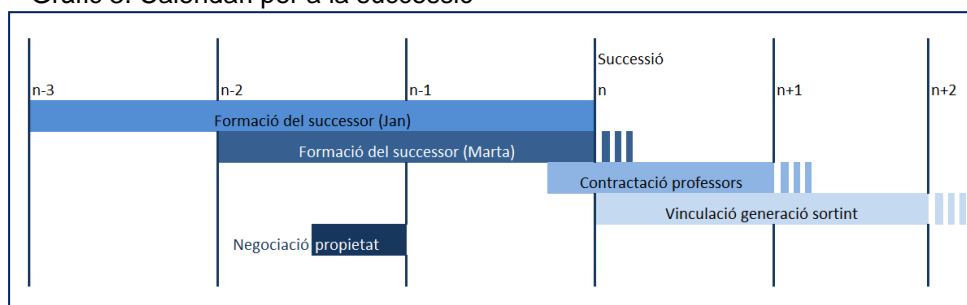 Gràfic 3. Calendari per a la successió
Successió
n-3
n-2
n-1
n
n+1
n+2
Formació del successor (Jan)
Formació del successor (Marta)
Contractació professors
Vinculació generació sortint
Negociació propietat